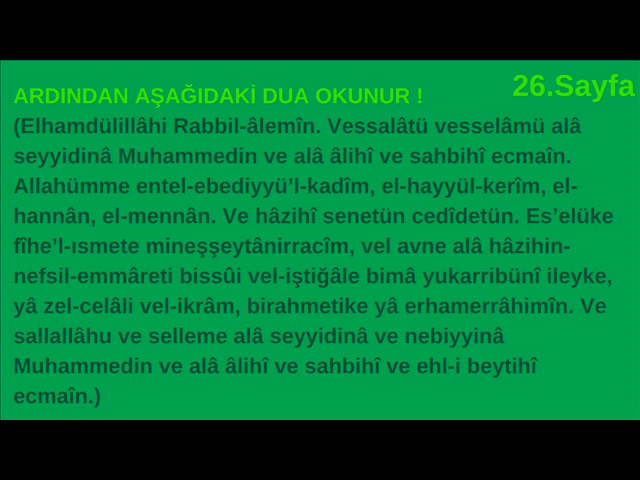 26.Sayfa
ARDINDAN AŞAĞIDAKİ DUA OKUNUR !
(Elhamdülillâhi Rabbil-âlemîn. Vessalâtü vesselâmü alâ
seyyidinâ Muhammedin ve alâ âlihî ve sahbihî ecmaîn.
Allahümme entel-ebediyyü’l-kadîm, el-hayyül-kerîm, el-
hannân, el-mennân. Ve hâzihî senetün cedîdetün. Es’elüke
fîhe’l-ısmete mineşşeytânirracîm, vel avne alâ hâzihin-
nefsil-emmâreti bissûi vel-iştiğâle bimâ yukarribünî ileyke,
yâ zel-celâli vel-ikrâm, birahmetike yâ erhamerrâhimîn. Ve
sallallâhu ve selleme alâ seyyidinâ ve nebiyyinâ
Muhammedin ve alâ âlihî ve sahbihî ve ehl-i beytihî
ecmaîn.)